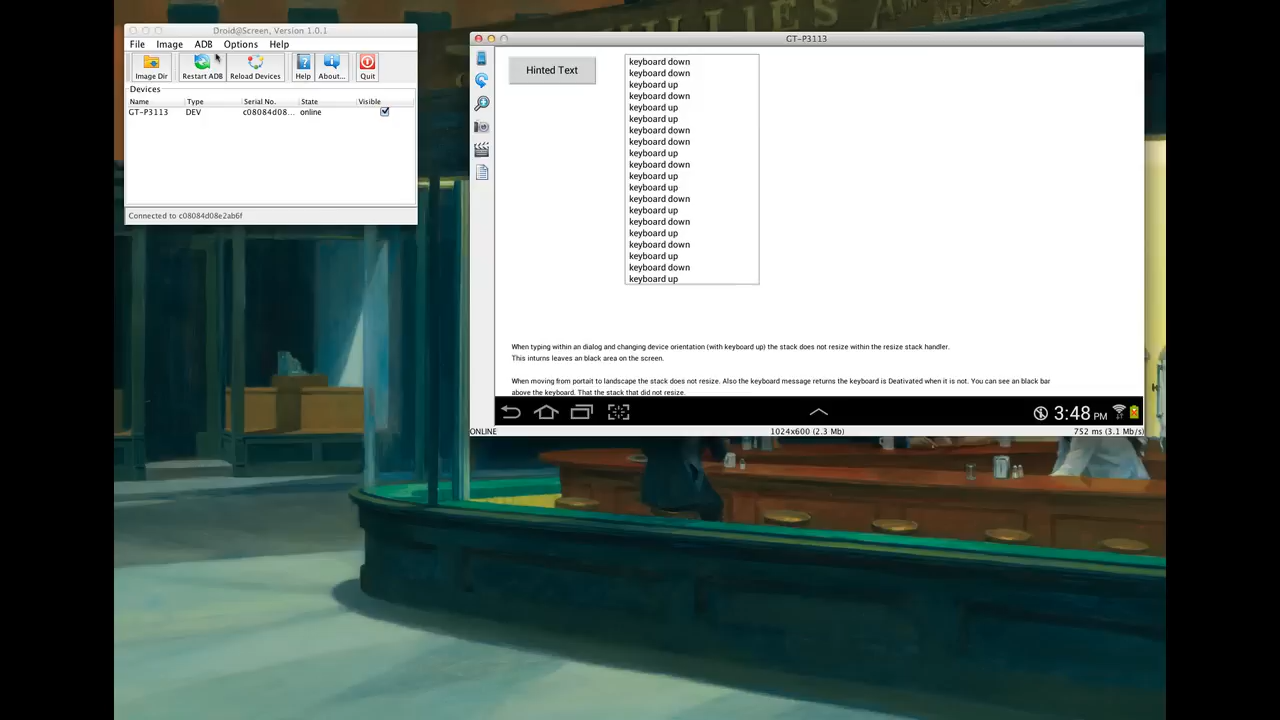 Droid@Screen, Version 1.0.1
File Image ADB Options Help
Image Dir Restart ADB Reload Devices Help About... Quit
Devices
Name Type Serial No. State Visible
GT-P3113 DEV c08084d08... online
Connected to c08084d08e2ab6f
GT-P3113
Hinted Text
keyboard down
keyboard down
keyboard up
keyboard down
keyboard up
keyboard up
keyboard down
keyboard down
keyboard up
keyboard down
keyboard up
keyboard up
keyboard down
keyboard up
keyboard down
keyboard up
keyboard down
keyboard up
keyboard down
keyboard up
When typing within an dialog and changing device orientation (with keyboard up) the stack does not resize within the resize stack handler.
This inturns leaves an black area on the screen.
When moving from portait to landscape the stack does not resize. Also the keyboard message returns the keyboard is Deativated when it is not. You can see an black bar
above the keyboard. That the stack that did not resize.
3:48 PM
ONLINE 1024x600 (2.3 Mb) 752 ms (3.1 Mb/s)